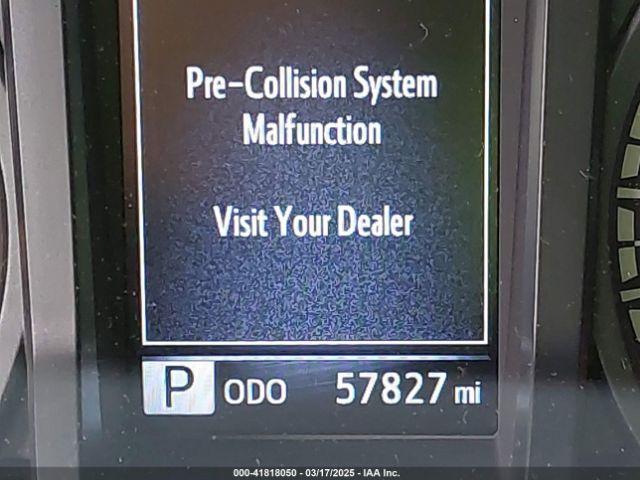 Pre-Collision System
Malfunction
Visit Your Dealer
P ODO 57827 mi
000-41818050 - 03/17/2025 - IAA Inc.